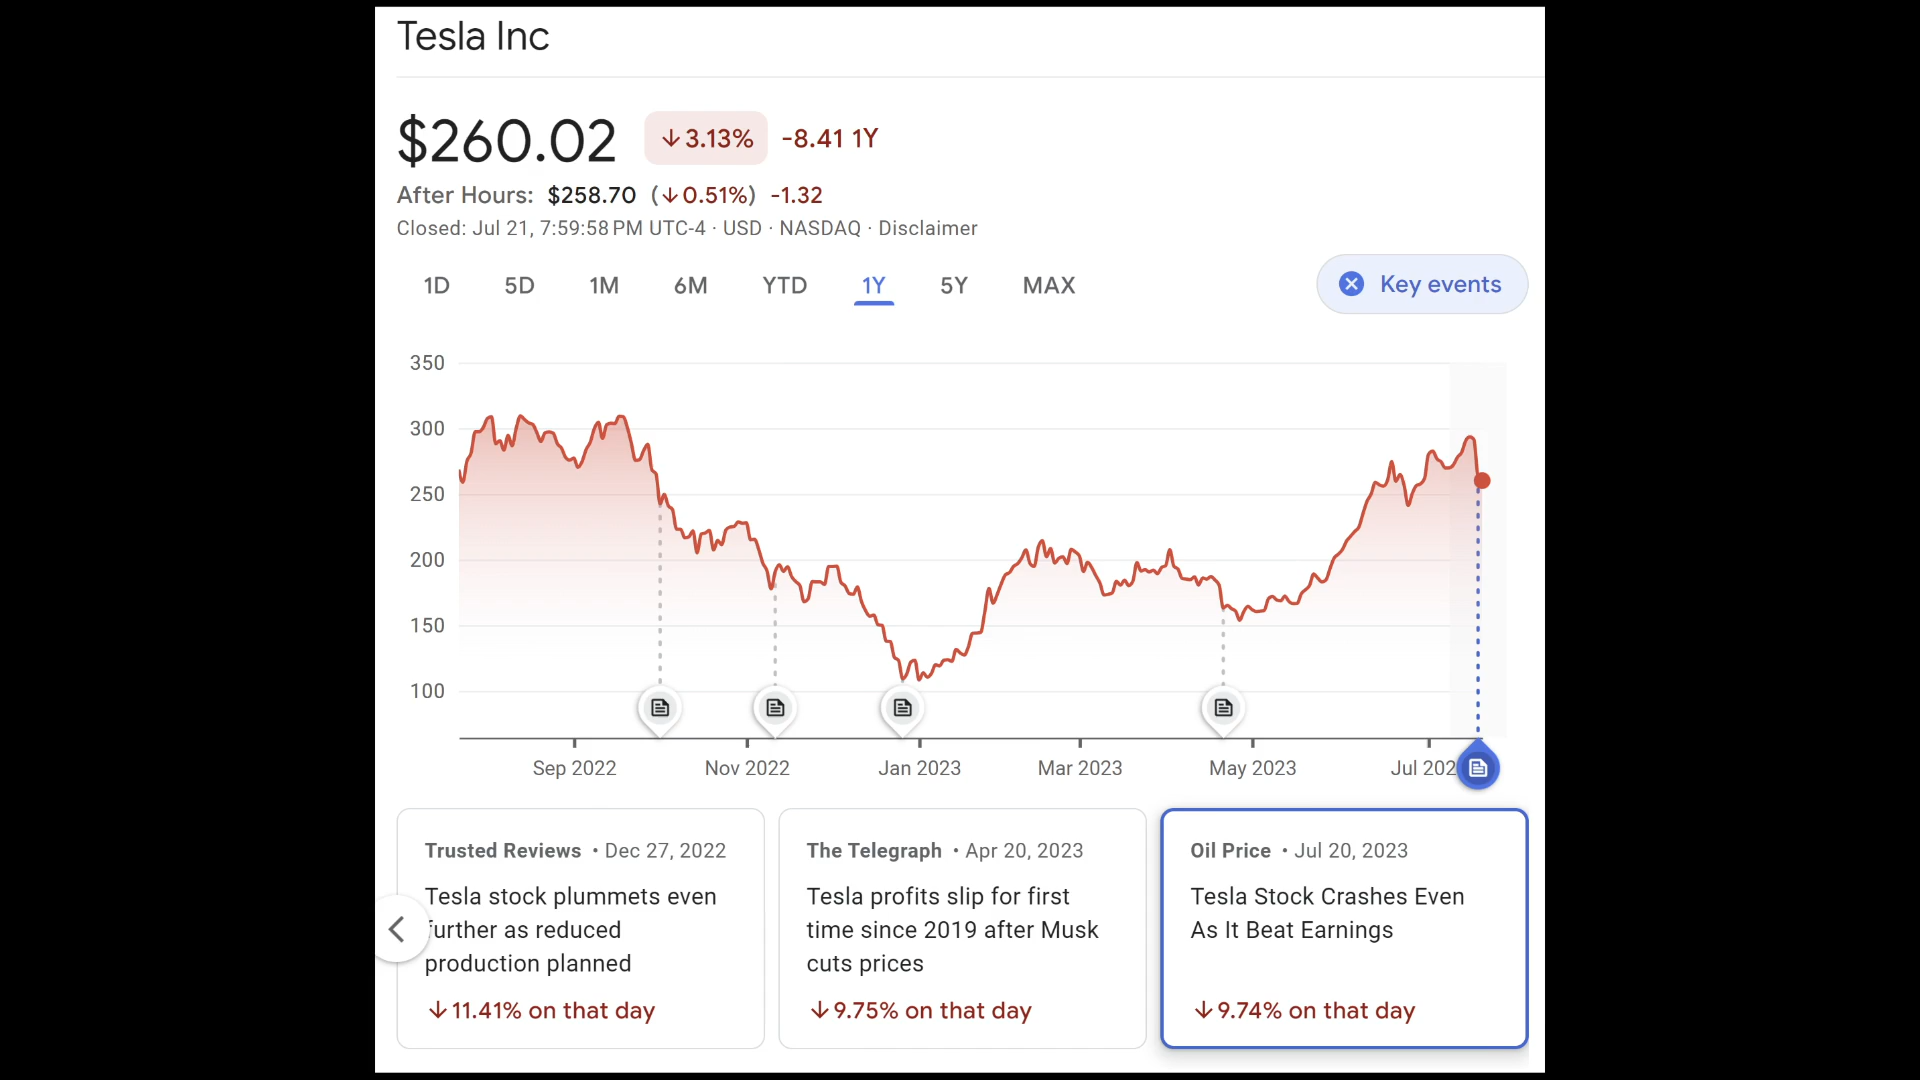 Tesla Inc
$260.02 ↓3.13% -8.41 1Y
After Hours: $258.70 (↓0.51%) -1.32
Closed: Jul 21, 7:59:58 PM UTC-4 · USD · NASDAQ · Disclaimer
1D 5D 1M 6M YTD 1Y 5Y MAX Key events
350
300
250
200
150
100
Sep 2022 Nov 2022 Jan 2023 Mar 2023 May 2023 Jul 202
Trusted Reviews • Dec 27, 2022
Tesla stock plummets even
further as reduced
production planned
↓11.41% on that day
The Telegraph • Apr 20, 2023
Tesla profits slip for first
time since 2019 after Musk
cuts prices
↓9.75% on that day
Oil Price • Jul 20, 2023
Tesla Stock Crashes Even
As It Beat Earnings
↓9.74% on that day